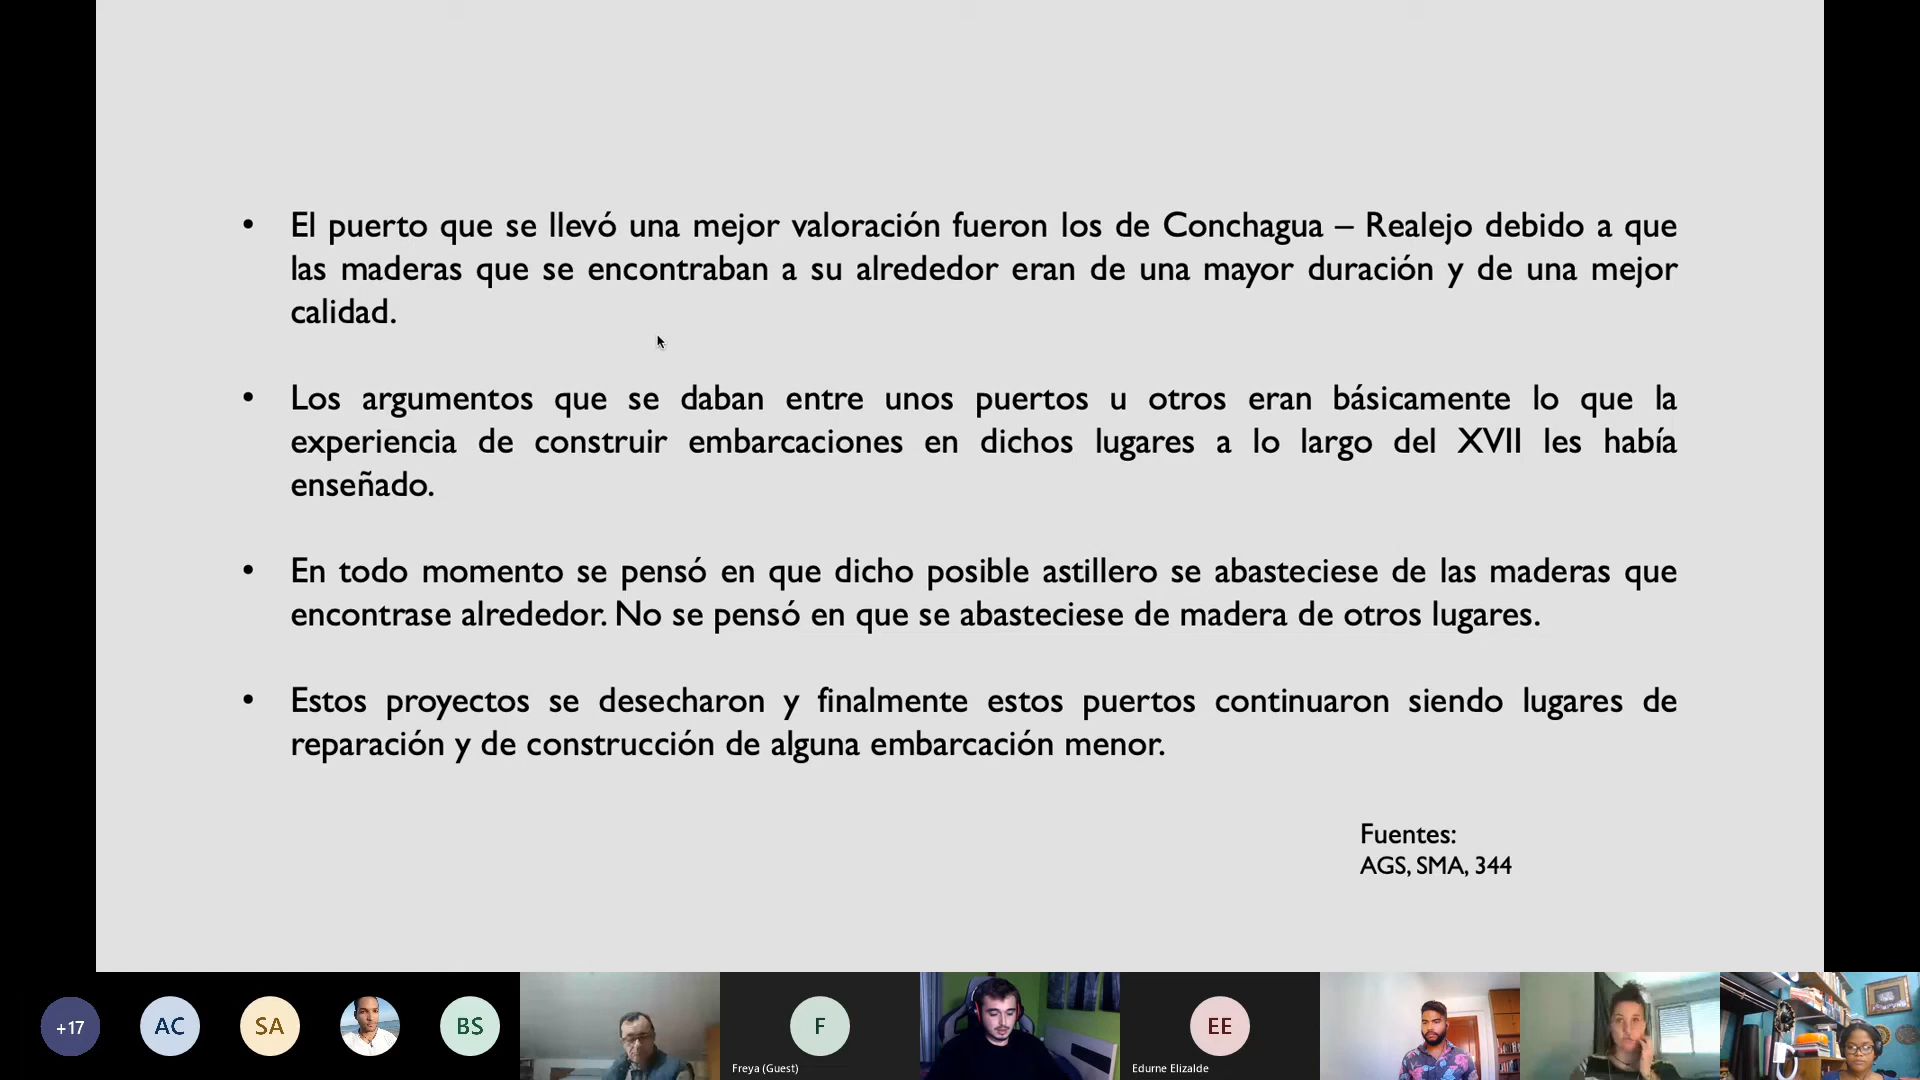 • El puerto que se llevó una mejor valoración fueron los de Conchagua – Realejo debido a que
las maderas que se encontraban a su alrededor eran de una mayor duración y de una mejor
calidad.
• Los argumentos que se daban entre unos puertos u otros eran básicamente lo que la
experiencia de construir embarcaciones en dichos lugares a lo largo del XVII les había
enseñado.
• En todo momento se pensó en que dicho posible astillero se abasteciese de las maderas que
encontrase alrededor. No se pensó en que se abasteciese de madera de otros lugares.
• Estos proyectos se desecharon y finalmente estos puertos continuaron siendo lugares de
reparación y de construcción de alguna embarcación menor.
Fuentes:
AGS, SMA, 344
+17
AC
SA
BS
F
Freya (Guest)
EE
Edurne Elizalde